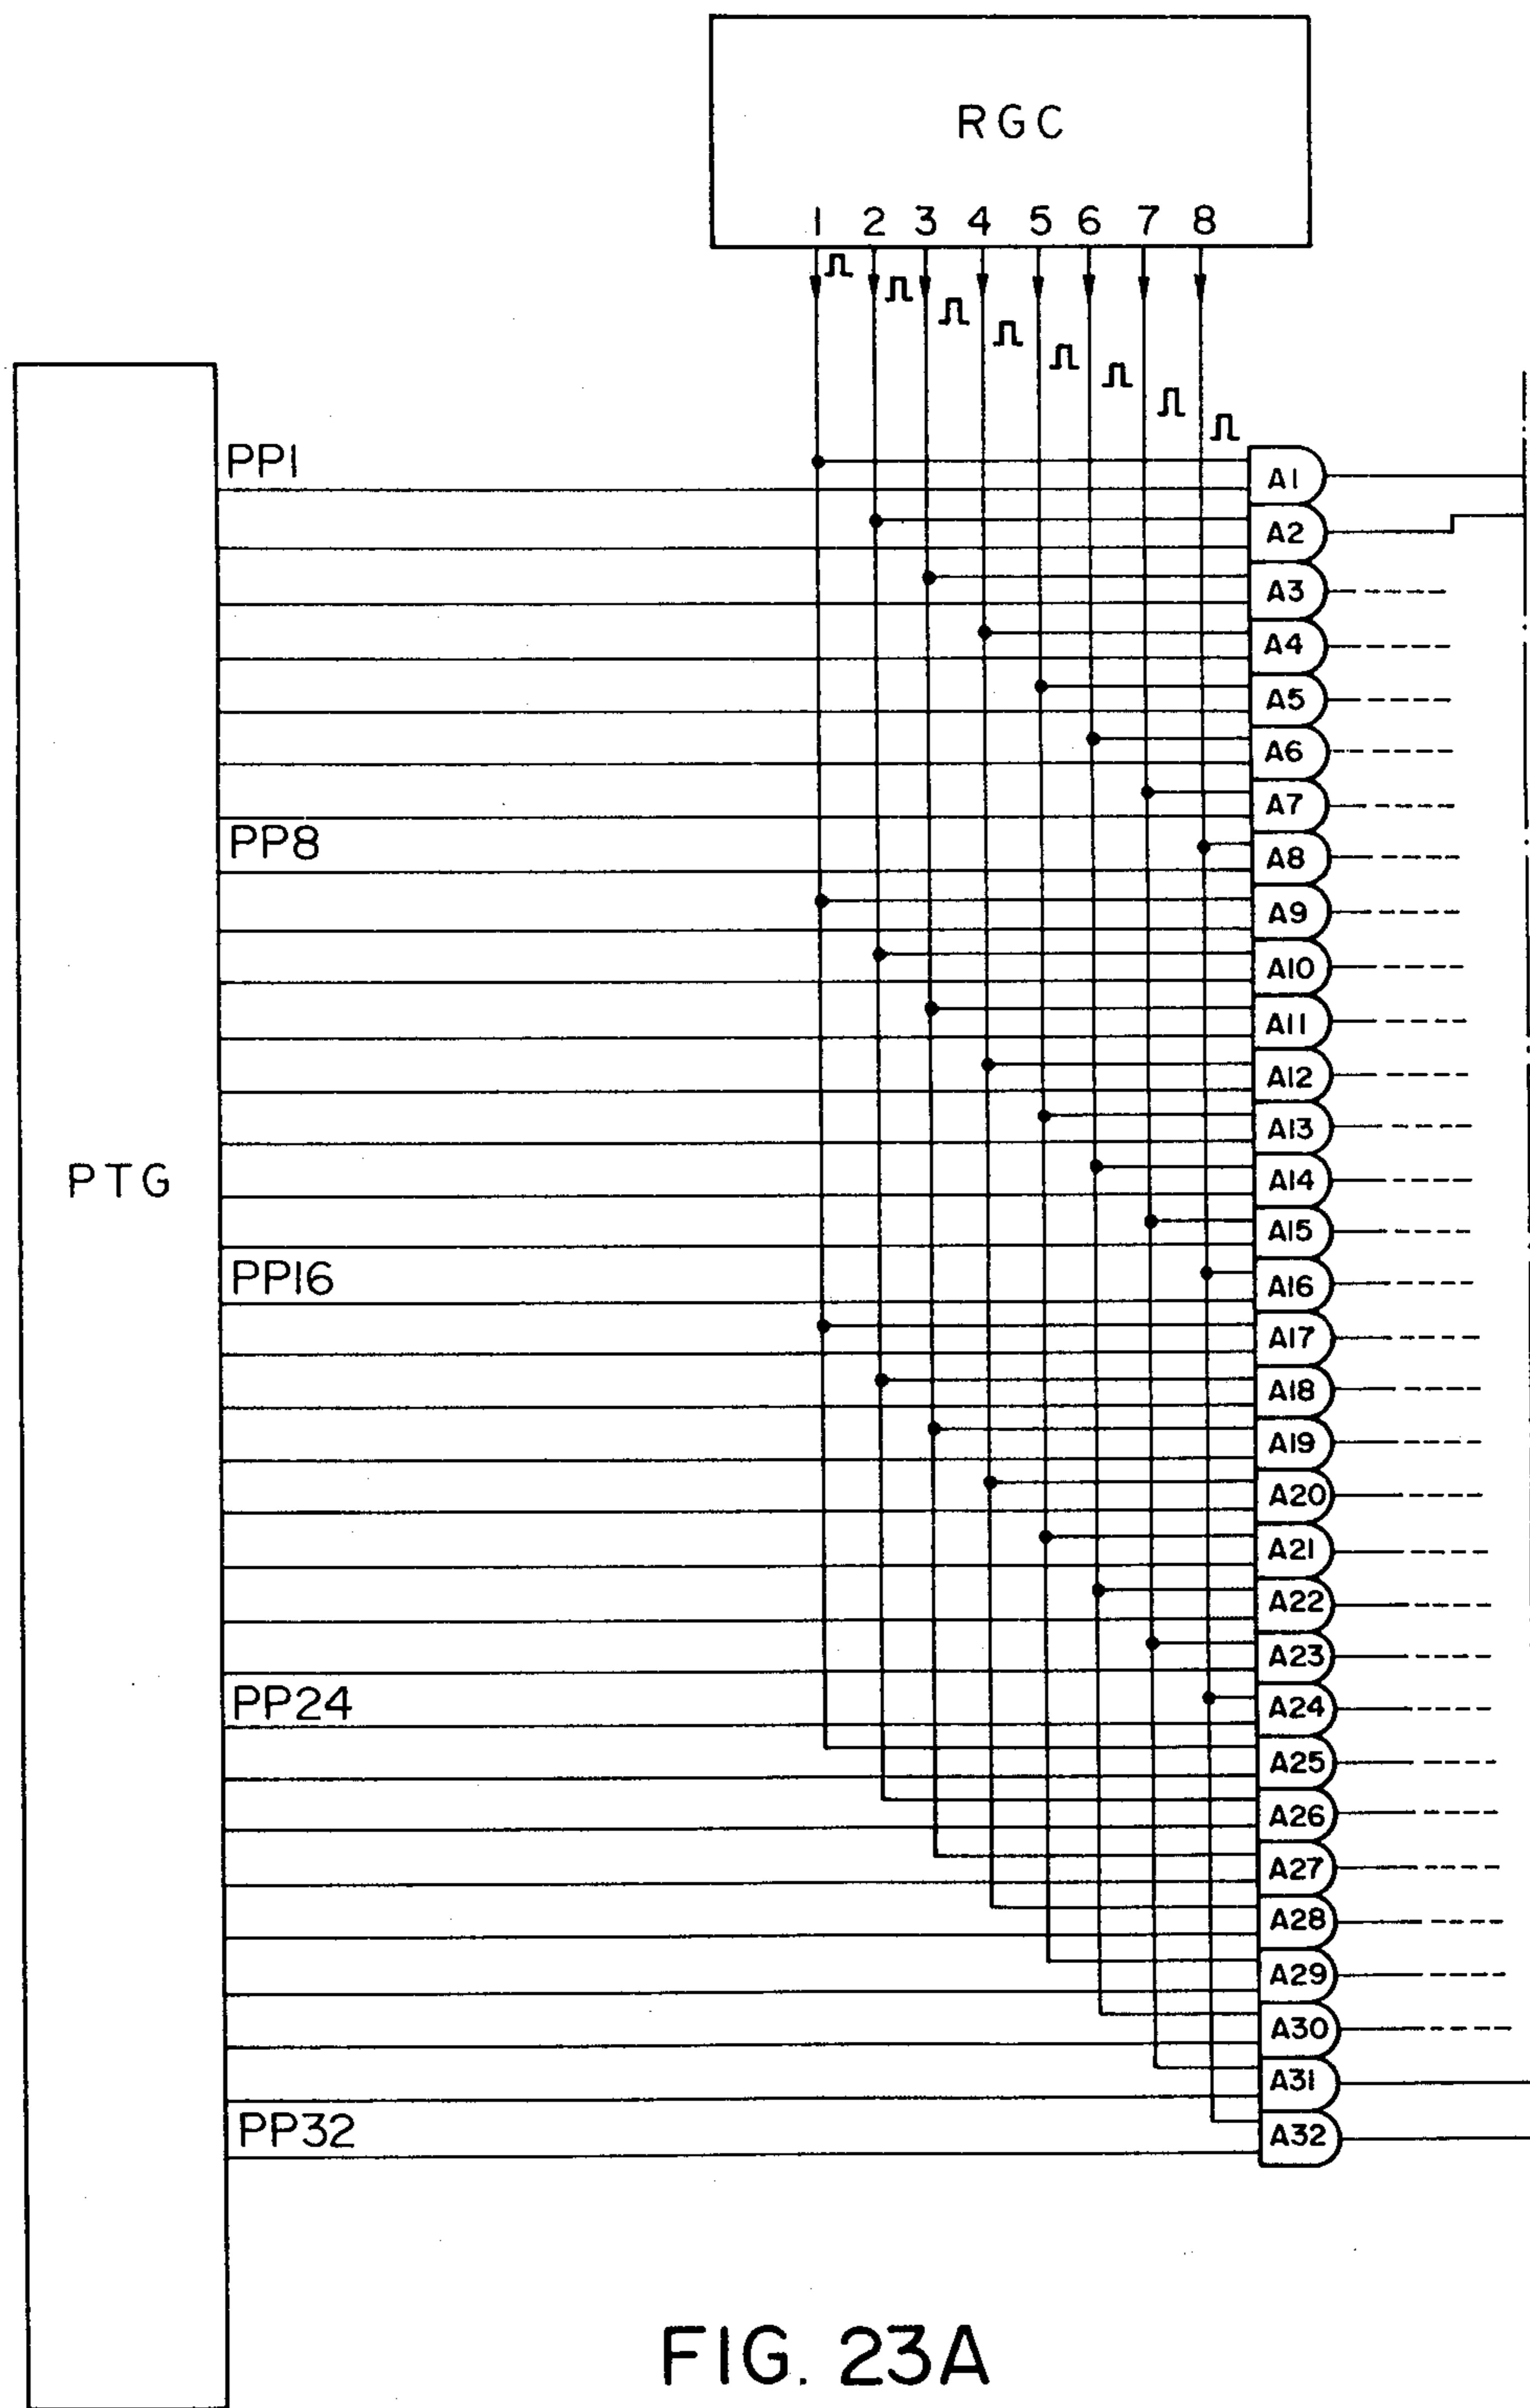 RGC
1 2 3 4 5 6 7 8
PP1
A1
A2
A3
A4
A5
A6
A7
PP8
A8
A9
A10
A11
A12
A13
PTG
A14
A15
PP16
A16
A17
A18
A19
A20
A21
A22
A23
PP24
A24
A25
A26
A27
A28
A29
A30
A31
PP32
A32
FIG. 23A